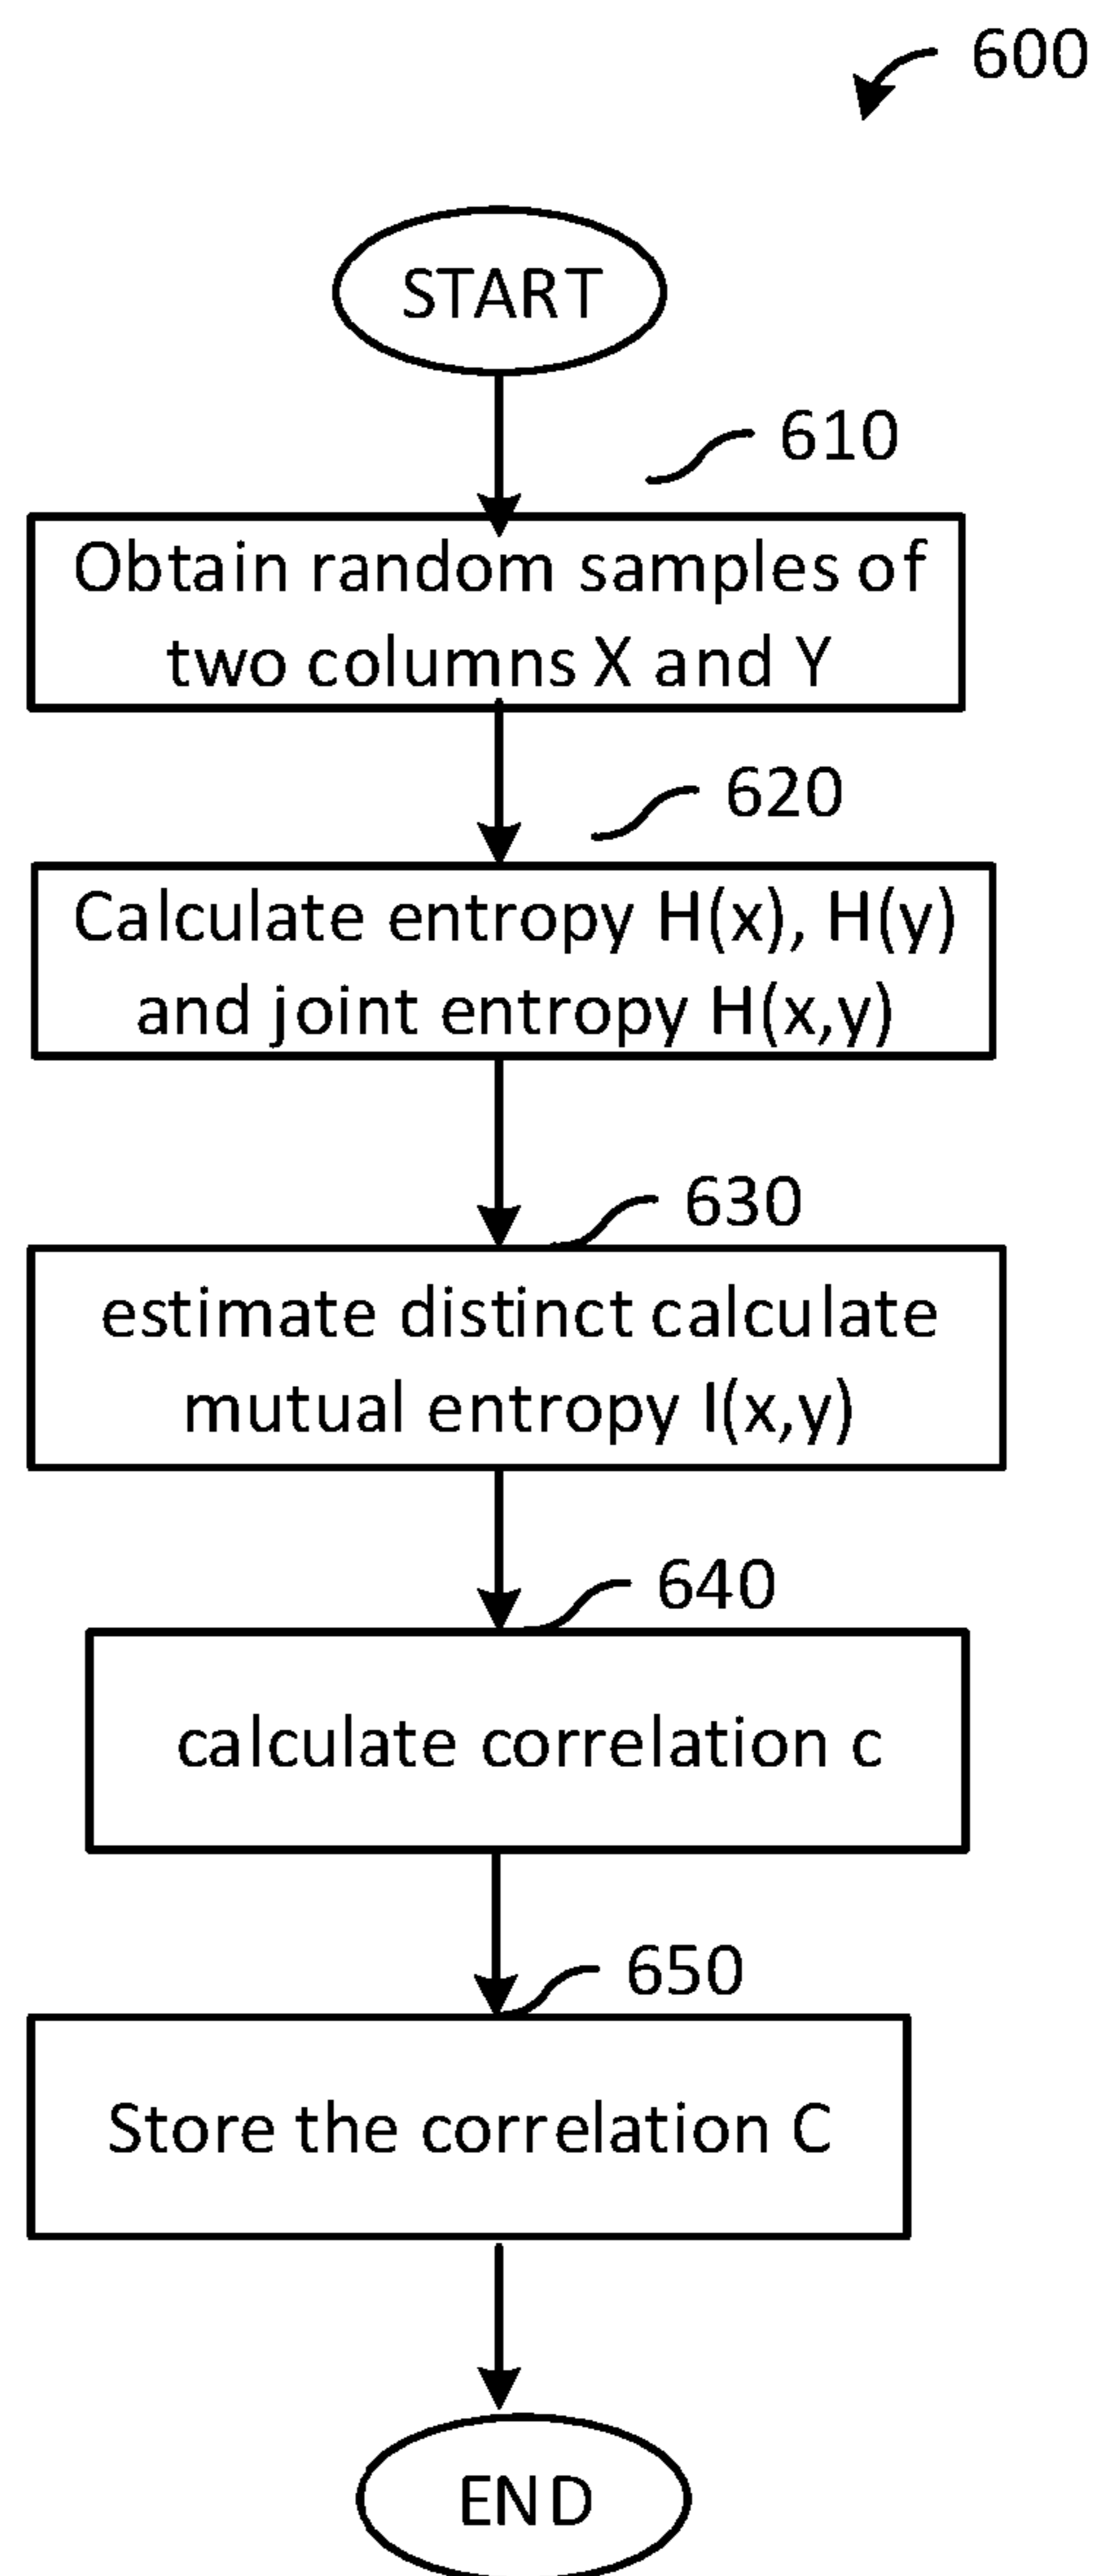 600
START
610
Obtain random samples of
two columns X and Y
620
Calculate entropy H(x), H(y)
and joint entropy H(x,y)
630
estimate distinct calculate
mutual entropy I(x,y)
640
calculate correlation c
650
Store the correlation C
END